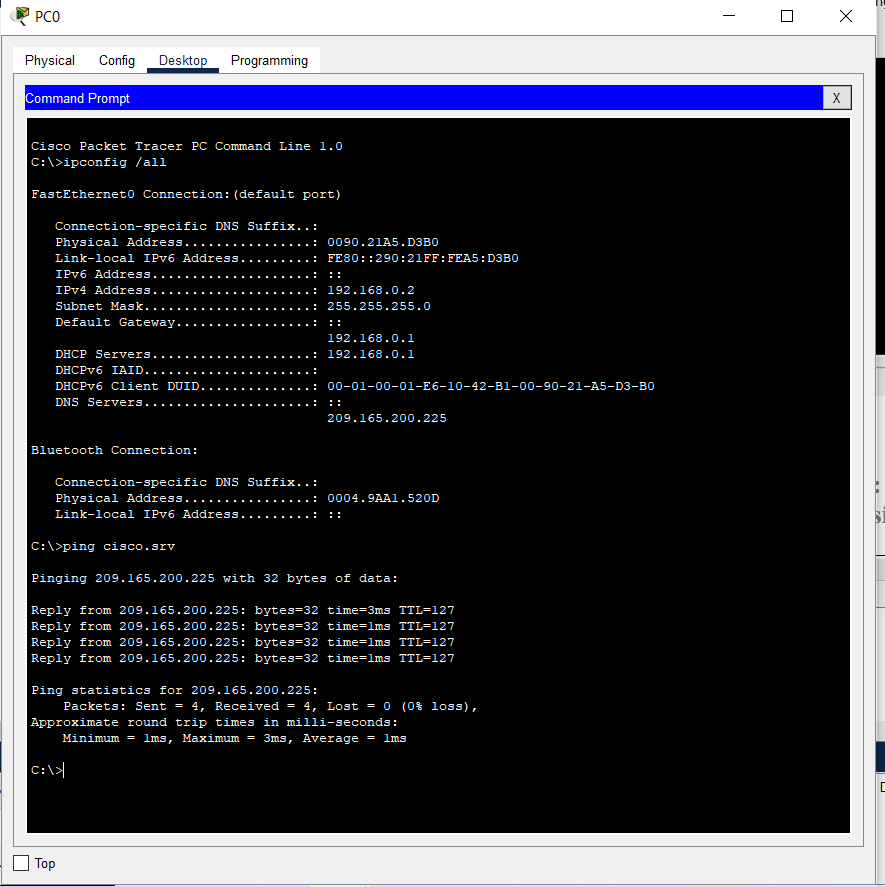 PC0
Physical Config Desktop Programming
Command Prompt X
Cisco Packet Tracer PC Command Line 1.0
C:\>ipconfig /all
FastEthernet0 Connection:(default port)
Connection-specific DNS Suffix..:
Physical Address................: 0090.21A5.D3B0
Link-local IPv6 Address.........: FE80::290:21FF:FEA5:D3B0
IPv6 Address....................: ::
IPv4 Address....................: 192.168.0.2
Subnet Mask.....................: 255.255.255.0
Default Gateway.................: ::
192.168.0.1
DHCP Servers....................: 192.168.0.1
DHCPv6 IAID.....................:
DHCPv6 Client DUID..............: 00-01-00-01-E6-10-42-B1-00-90-21-A5-D3-B0
DNS Servers.....................: ::
209.165.200.225
Bluetooth Connection:
Connection-specific DNS Suffix..:
Physical Address................: 0004.9AA1.520D
Link-local IPv6 Address.........: ::
C:\>ping cisco.srv
Pinging 209.165.200.225 with 32 bytes of data:
Reply from 209.165.200.225: bytes=32 time=3ms TTL=127
Reply from 209.165.200.225: bytes=32 time=1ms TTL=127
Reply from 209.165.200.225: bytes=32 time=1ms TTL=127
Reply from 209.165.200.225: bytes=32 time=1ms TTL=127
Ping statistics for 209.165.200.225:
Packets: Sent = 4, Received = 4, Lost = 0 (0% loss),
Approximate round trip times in milli-seconds:
Minimum = 1ms, Maximum = 3ms, Average = 1ms
C:\>
Top